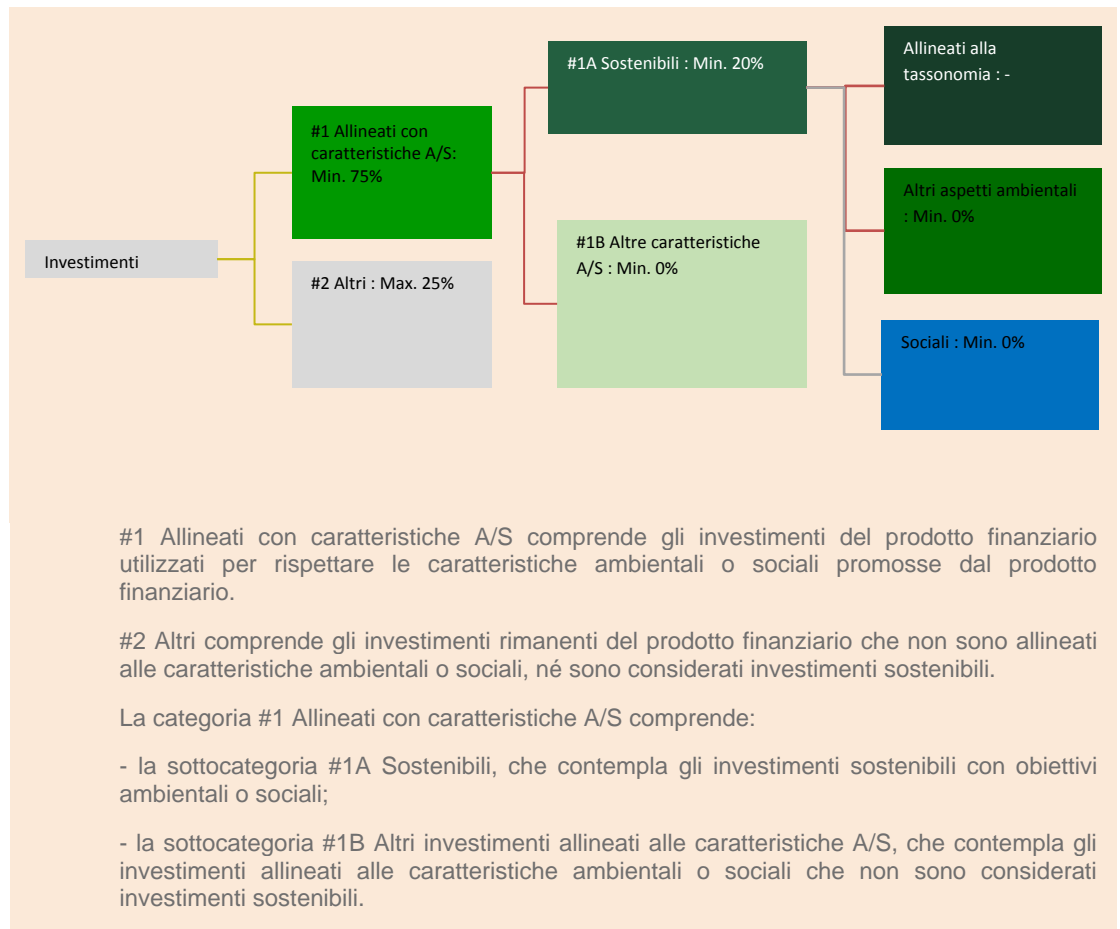 Investimenti
#1 Allineati con
caratteristiche A/S:
Min. 75%
#2 Altri : Max. 25%
#1A Sostenibili : Min. 20%
#1B Altre caratteristiche
A/S : Min. 0%
Allineati alla
tassonomia : -
Altri aspetti ambientali
: Min. 0%
Sociali : Min. 0%
#1 Allineati con caratteristiche A/S comprende gli investimenti del prodotto finanziario
utilizzati per rispettare le caratteristiche ambientali o sociali promosse dal prodotto
finanziario.
#2 Altri comprende gli investimenti rimanenti del prodotto finanziario che non sono allineati
alle caratteristiche ambientali o sociali, né sono considerati investimenti sostenibili.
La categoria #1 Allineati con caratteristiche A/S comprende:
- la sottocategoria #1A Sostenibili, che contempla gli investimenti sostenibili con obiettivi
ambientali o sociali;
- la sottocategoria #1B Altri investimenti allineati alle caratteristiche A/S, che contempla gli
investimenti allineati alle caratteristiche ambientali o sociali che non sono considerati
investimenti sostenibili.